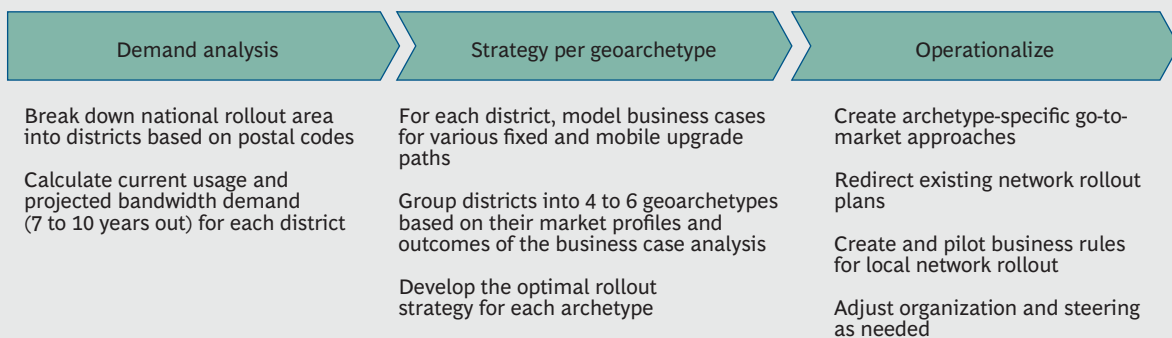 Demand analysis
Strategy per geoarchetype
Operationalize
Break down national rollout area
into districts based on postal codes
Calculate current usage and
projected bandwidth demand
(7 to 10 years out) for each district
For each district, model business cases
for various fixed and mobile upgrade
paths
Group districts into 4 to 6 geoarchetypes
based on their market profiles and
outcomes of the business case analysis
Develop the optimal rollout
strategy for each archetype
Create archetype-specific go-to-
market approaches
Redirect existing network rollout
plans
Create and pilot business rules
for local network rollout
Adjust organization and steering
as needed